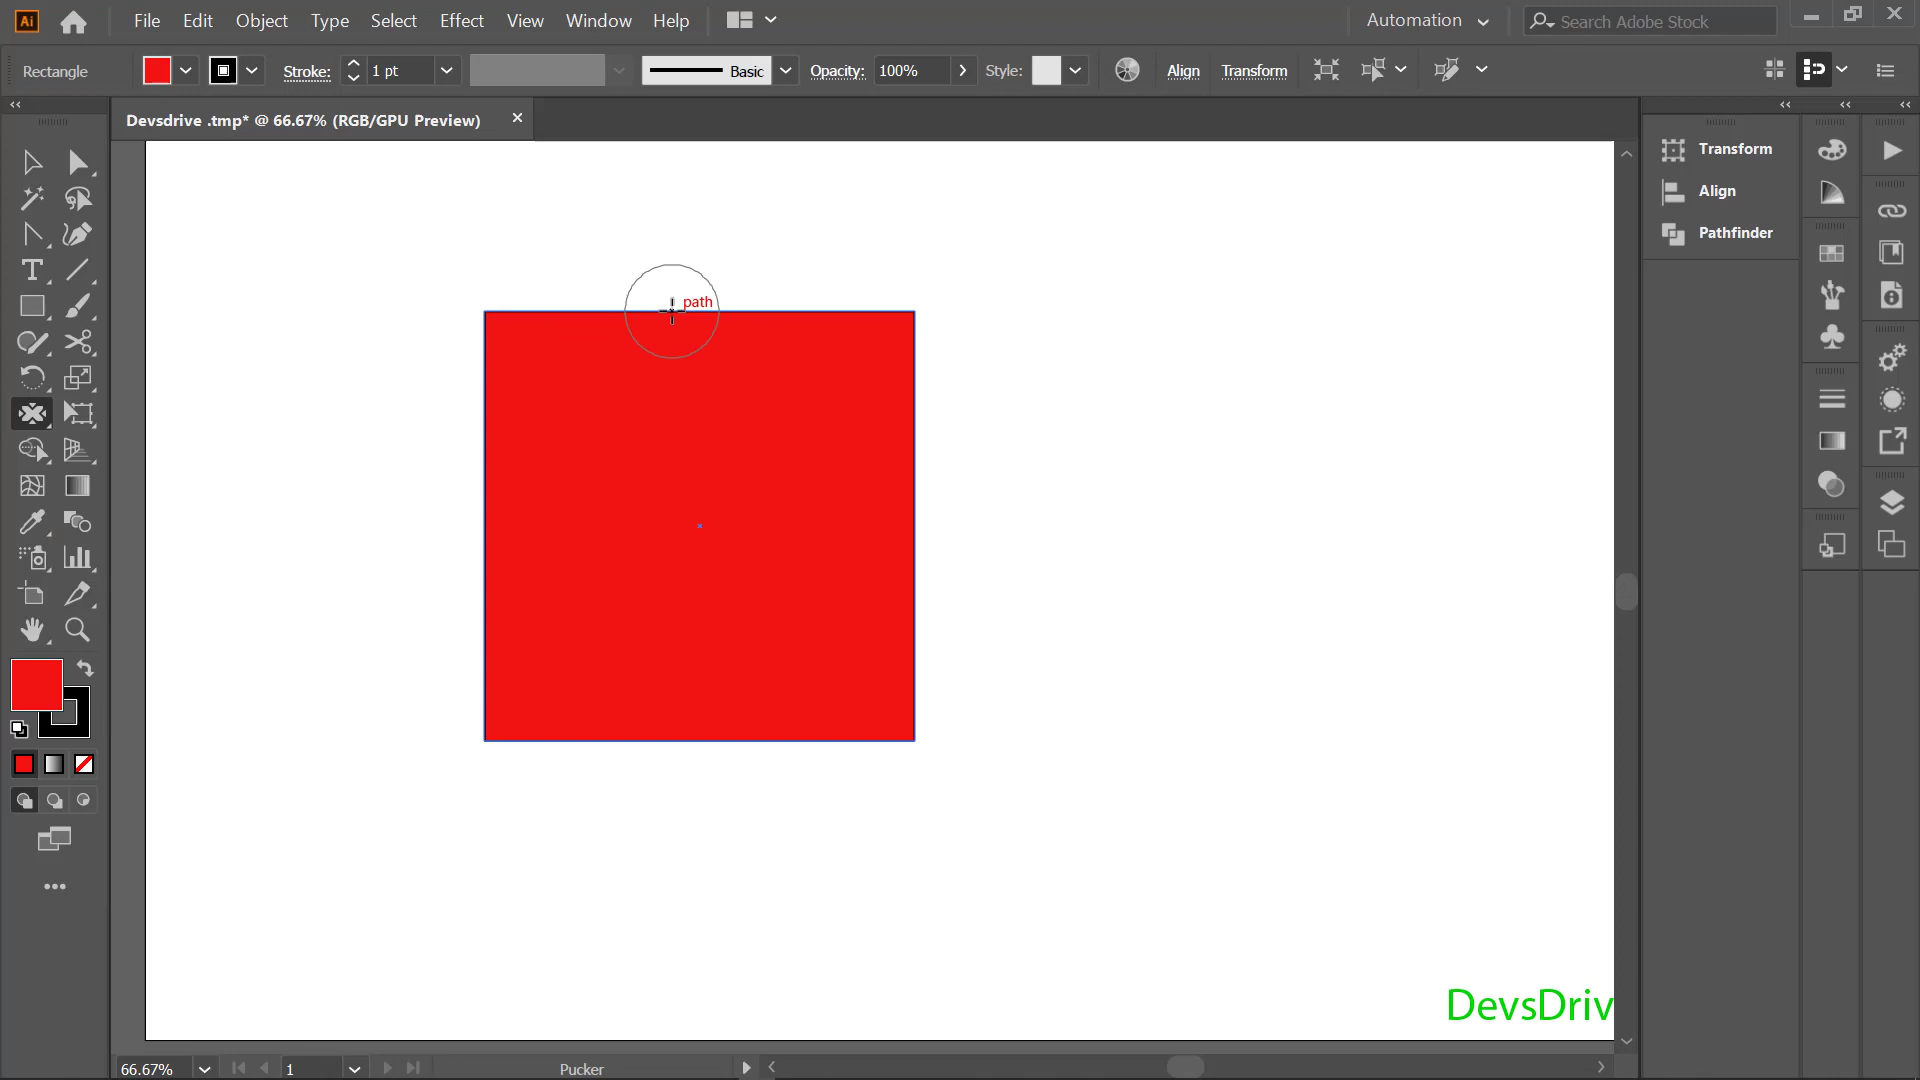 Ai File Edit Object Type Select Effect View Window Help Automation Search Adobe Stock
Rectangle Stroke: 1 pt Basic Opacity: 100% Style: Align Transform
Devsdrive .tmp* @ 66.67% (RGB/GPU Preview)
Transform
Align
Pathfinder
path
DevsDriv
66.67% 1 Pucker